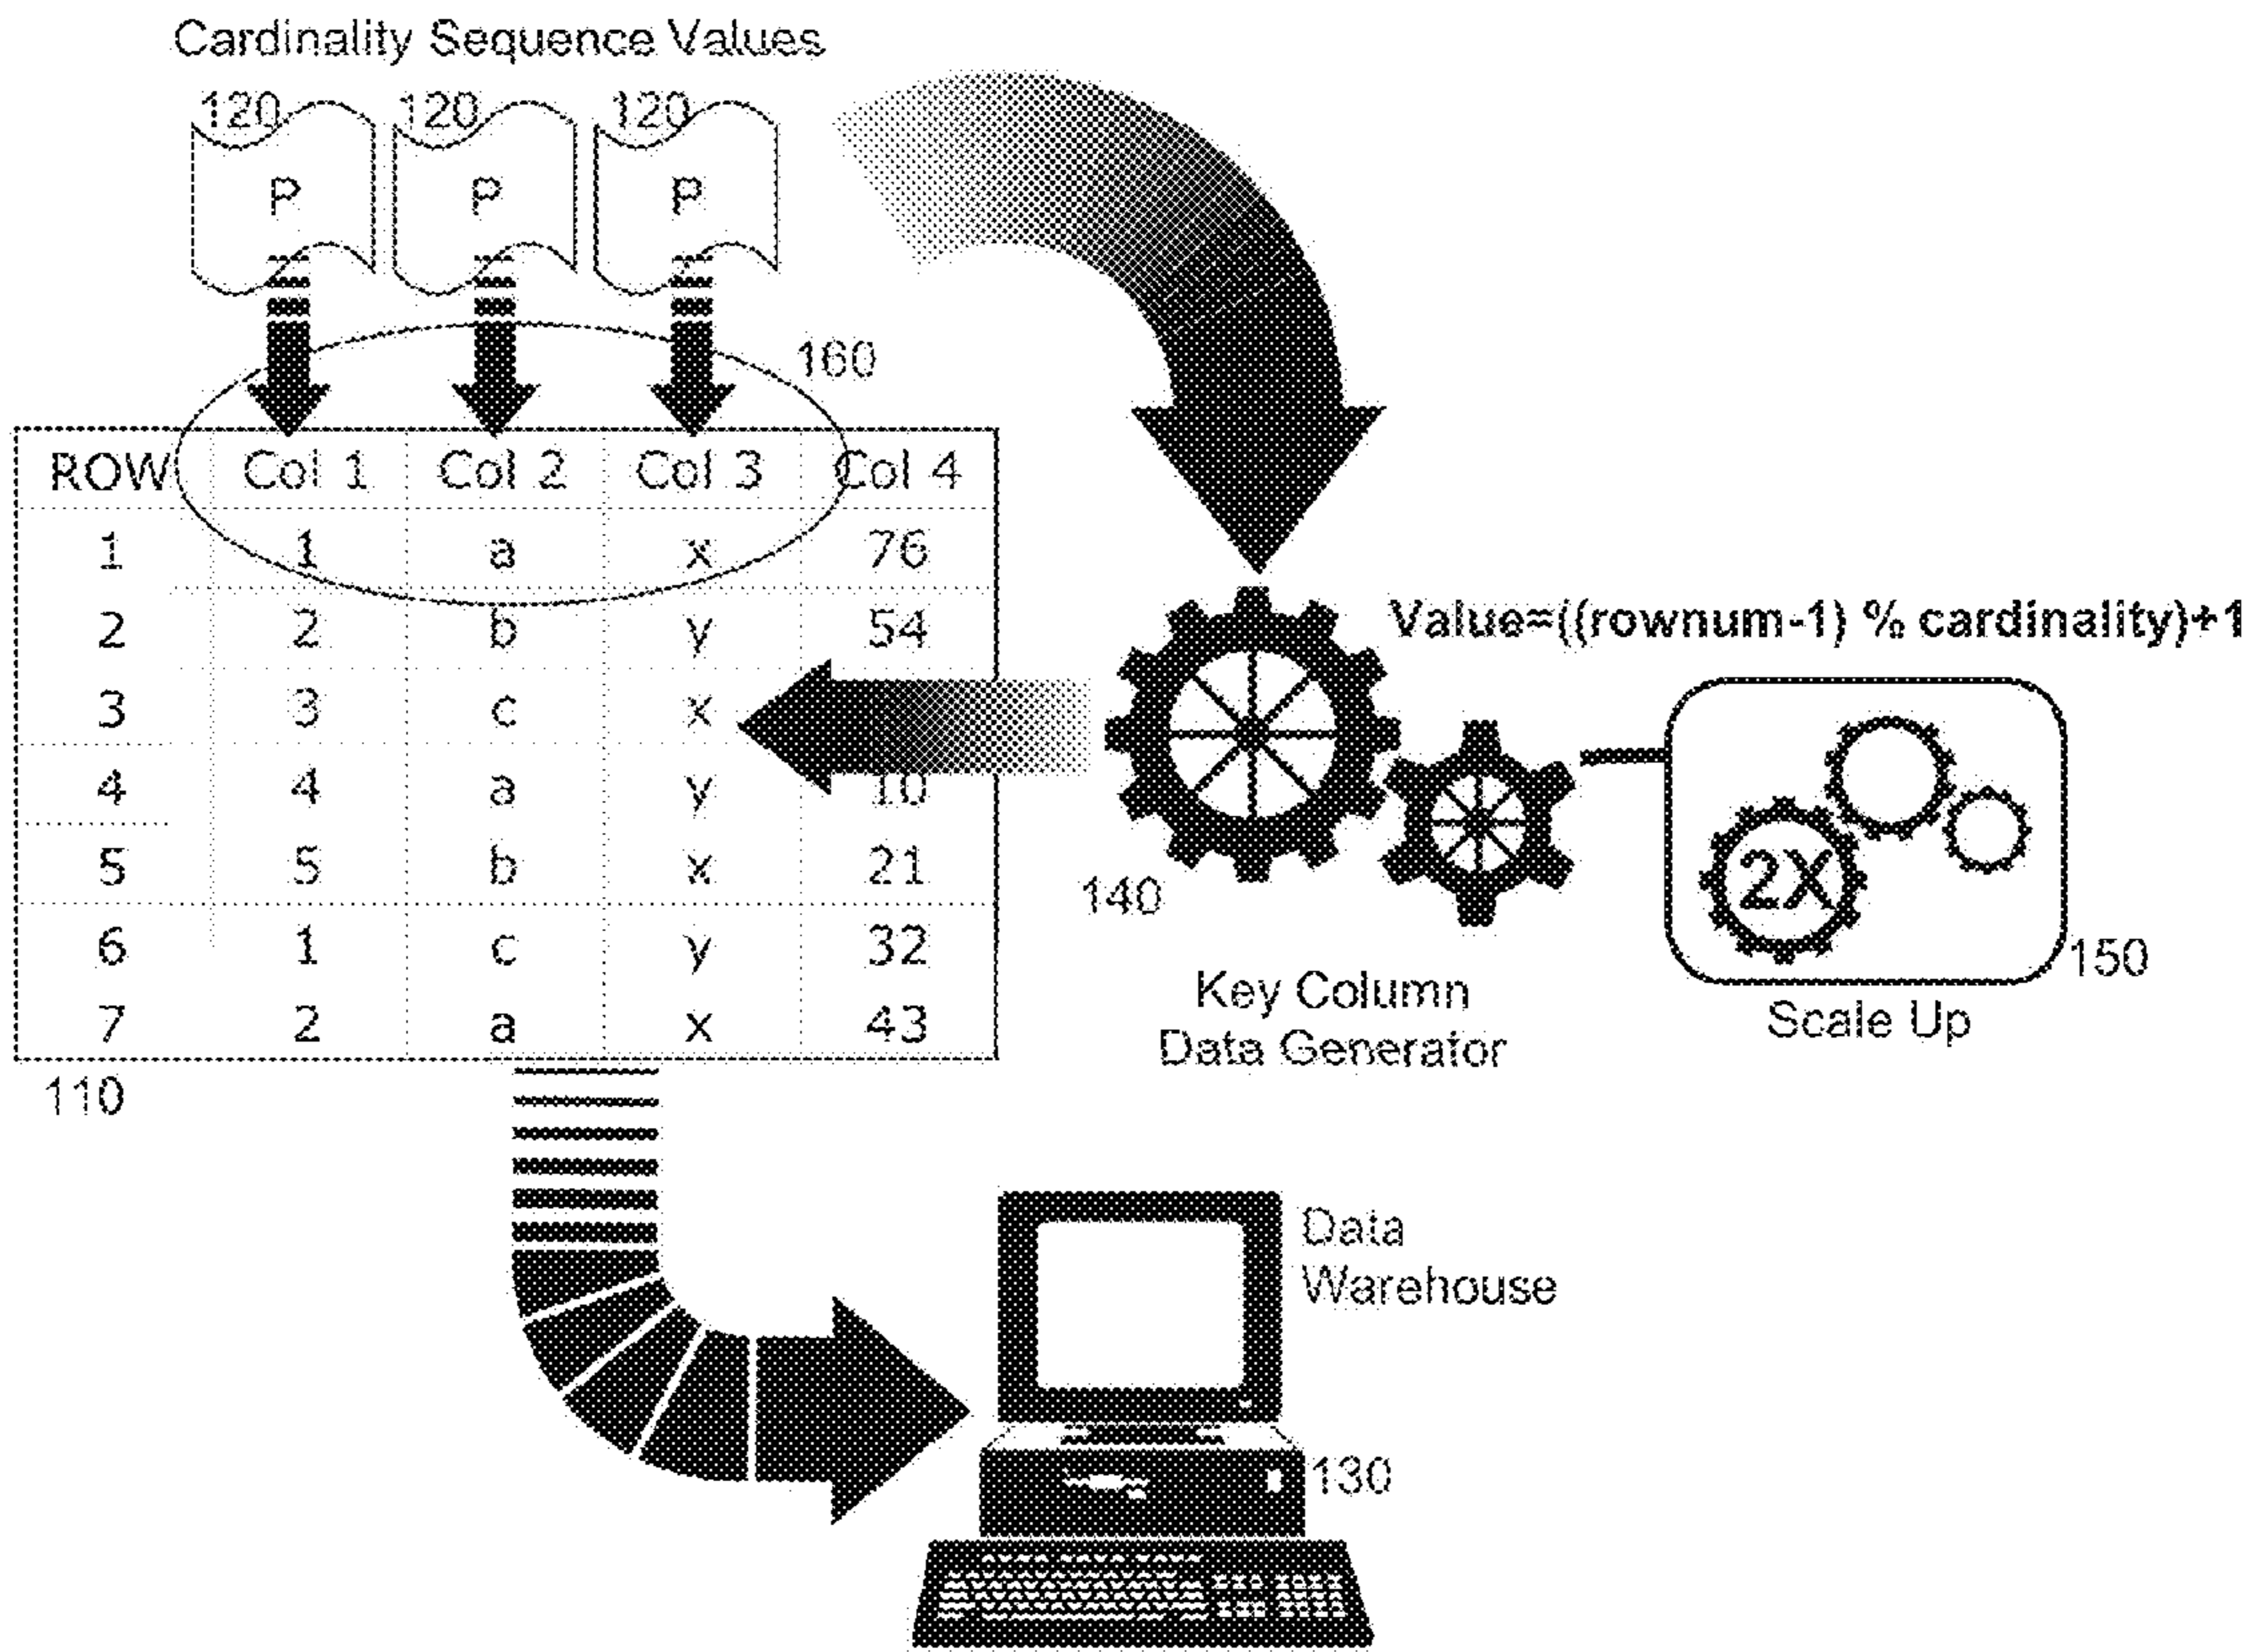 Cardinality Sequence Values
120 120 120
P P P
160
ROW Col 1 Col 2 Col 3 Col 4
1 1 a x 76
2 2 b y 54
3 3 c x
4 4 a y 10
5 5 b x 21
6 1 c y 32
7 2 a x 43
110
Value=((rownum-1) % cardinality)+1
2X
140
150
Key Column
Data Generator
Scale Up
Data
Warehouse
130